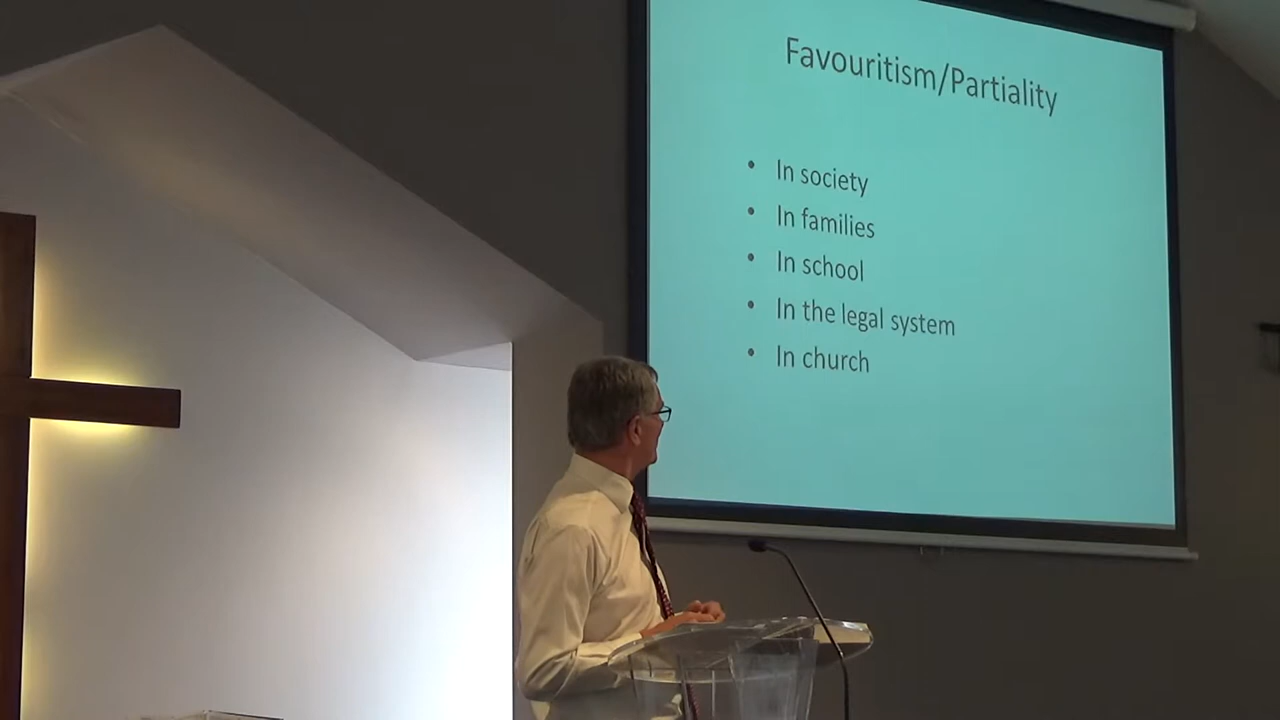 Favouritism/Partiality
• In society
• In families
• In school
• In the legal system
• In church